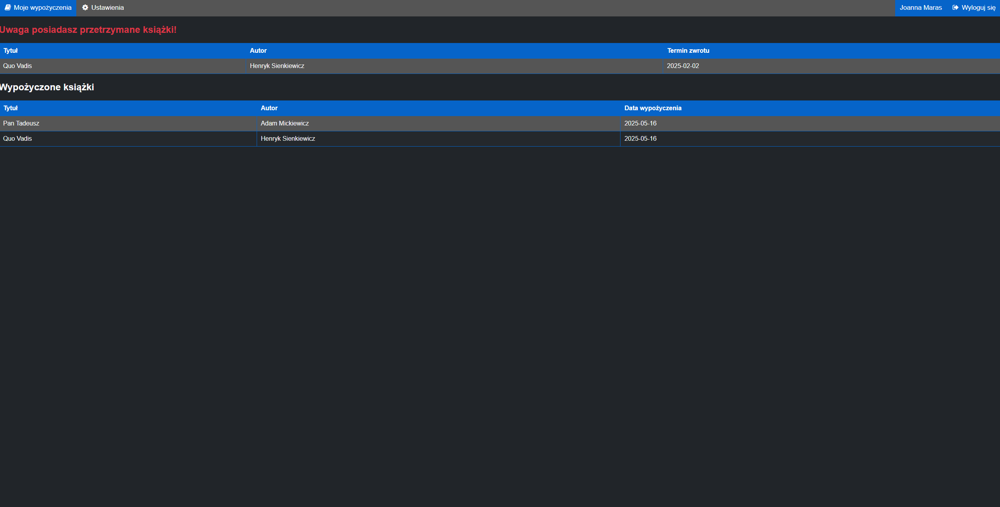 Moje wypożyczenia Ustawienia Joanna Maras Wyloguj się
Uwaga posiadasz przetrzymane książki!
Tytuł Autor Termin zwrotu
Quo Vadis Henryk Sienkiewicz 2025-02-02
Wypożyczone książki
Tytuł Autor Data wypożyczenia
Pan Tadeusz Adam Mickiewicz 2025-05-16
Quo Vadis Henryk Sienkiewicz 2025-05-16